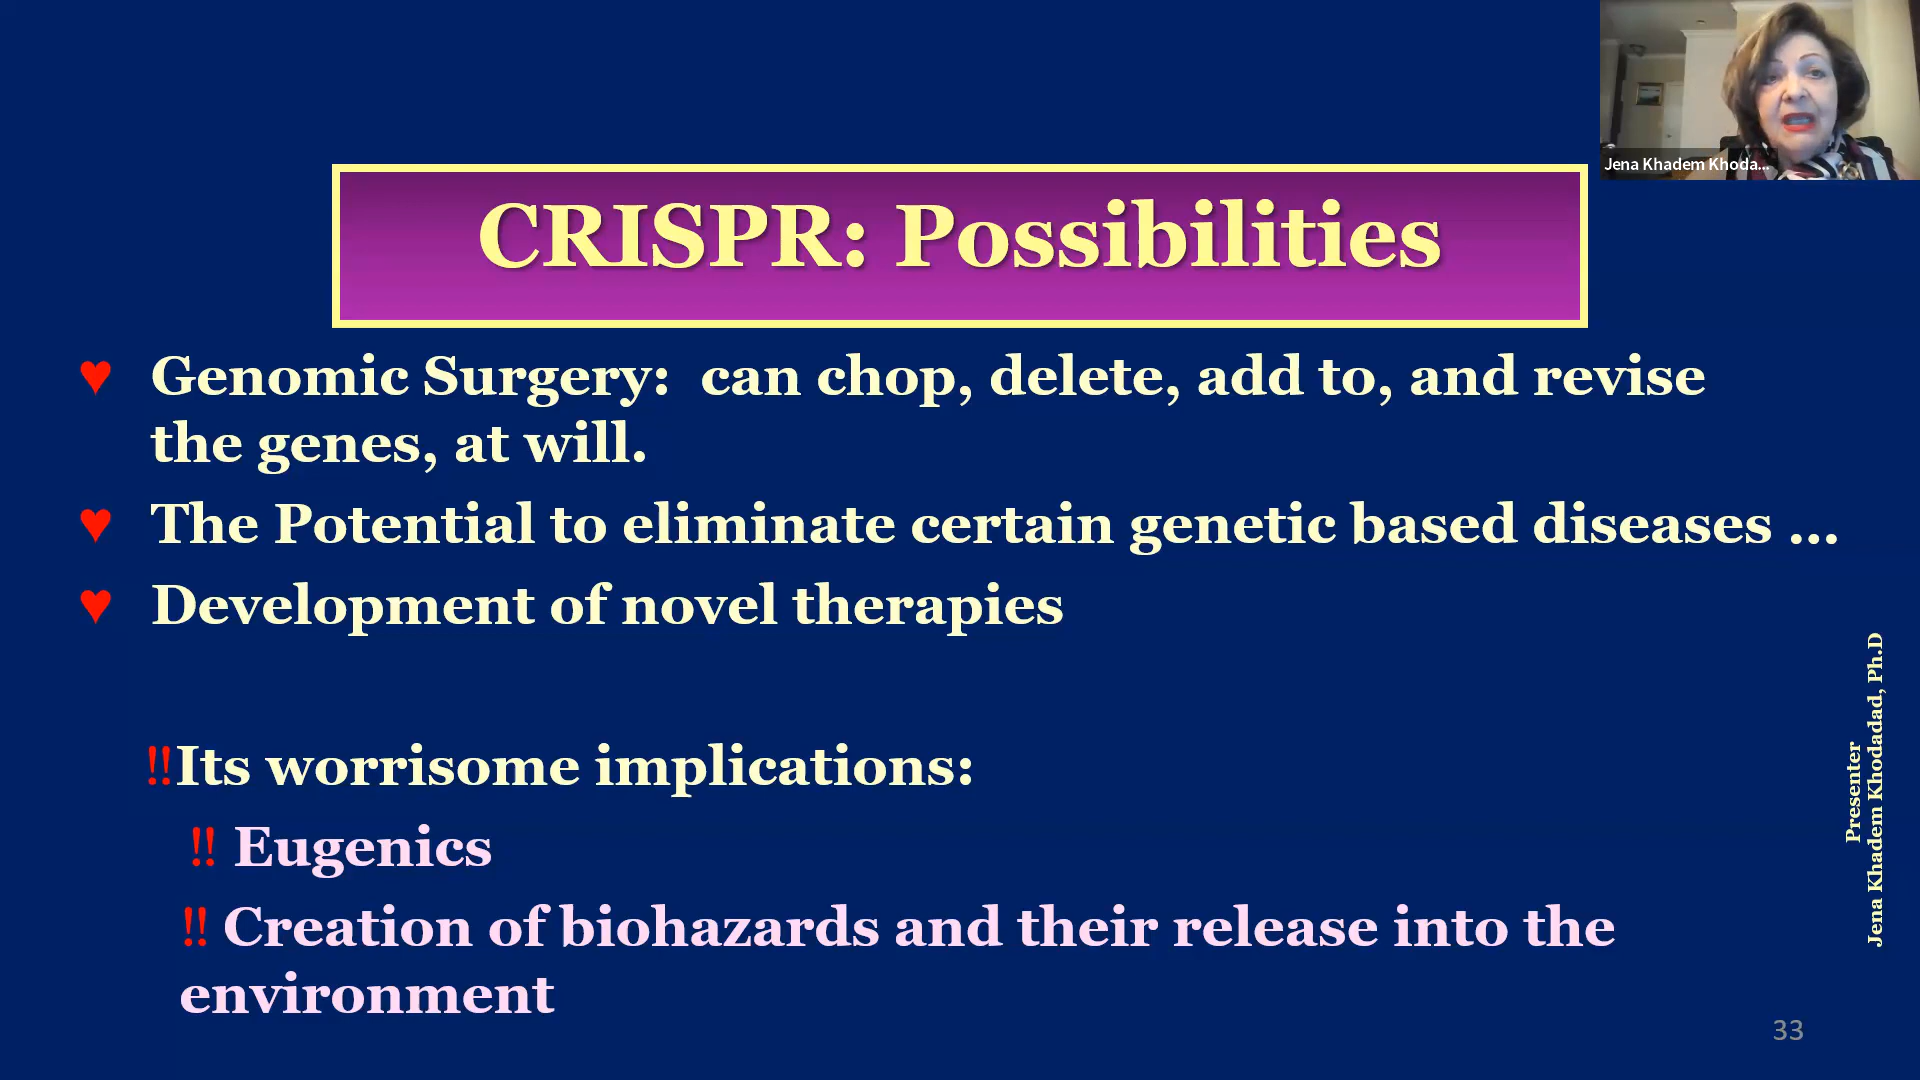 Jena Khadem Khoda...
CRISPR: Possibilities
♥ Genomic Surgery: can chop, delete, add to, and revise
the genes, at will.
♥ The Potential to eliminate certain genetic based diseases ...
♥ Development of novel therapies
‼Its worrisome implications:
‼ Eugenics
‼ Creation of biohazards and their release into the
environment
Presenter
Jena Khadem Khodadad, Ph.D
33